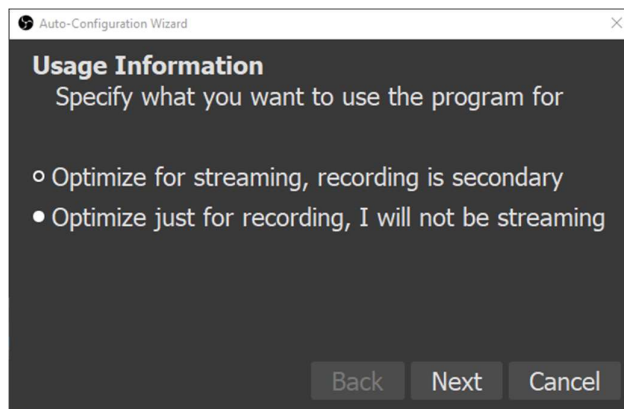 Auto-Configuration Wizard
Usage Information
Specify what you want to use the program for
Optimize for streaming, recording is secondary
Optimize just for recording, I will not be streaming
Back Next Cancel